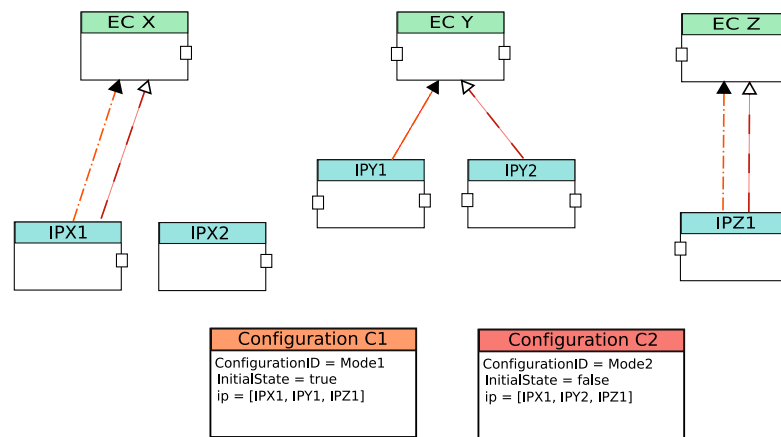 EC X
EC Y
EC Z
IPY1
IPY2
IPX1
IPX2
IPZ1
Configuration C1
ConfigurationID = Mode1
InitialState = true
ip = [IPX1, IPY1, IPZ1]
Configuration C2
ConfigurationID = Mode2
InitialState = false
ip = [IPX1, IPY2, IPZ1]